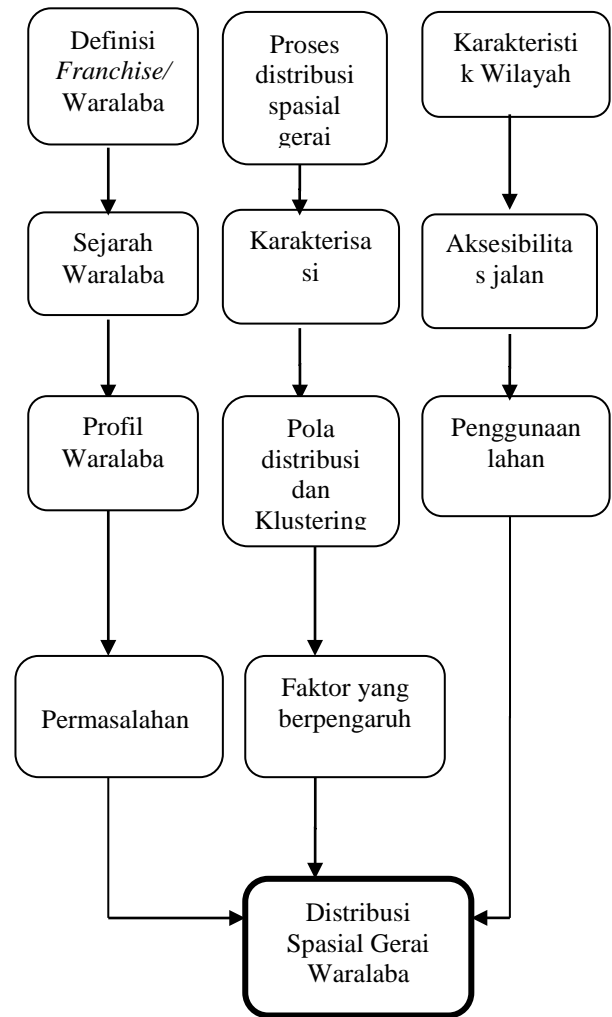 Definisi
Franchise/
Waralaba
Sejarah
Waralaba
Profil
Waralaba
Permasalahan
Proses
distribusi
spasial
gerai
Karakterisa
si
Pola
distribusi
dan
Klustering
Faktor yang
berpengaruh
Karakteristi
k Wilayah
Aksesibilita
s jalan
Penggunaan
lahan
Distribusi
Spasial Gerai
Waralaba